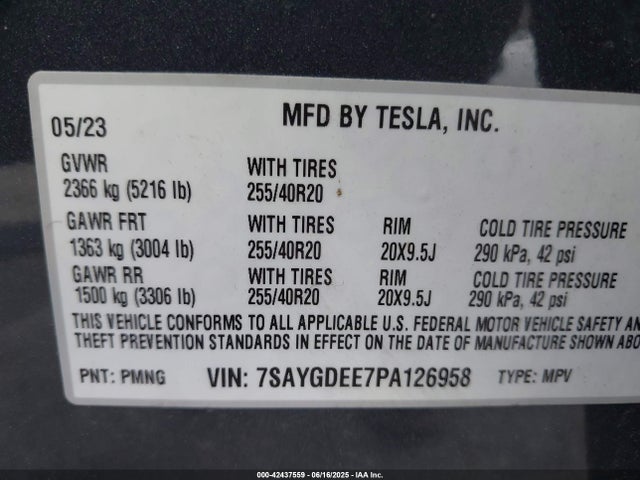 MFD BY TESLA, INC.
05/23
GVWR WITH TIRES
2366 kg (5216 lb) 255/40R20
GAWR FRT WITH TIRES RIM COLD TIRE PRESSURE
1363 kg (3004 lb) 255/40R20 20X9.5J 290 kPa, 42 psi
GAWR RR WITH TIRES RIM COLD TIRE PRESSURE
1500 kg (3306 lb) 255/40R20 20X9.5J 290 kPa, 42 psi
THIS VEHICLE CONFORMS TO ALL APPLICABLE U.S. FEDERAL MOTOR VEHICLE SAFETY AN
THEFT PREVENTION STANDARDS IN EFFECT ON THE DATE OF MANUFACTURE SHOWN ABO
PNT: PMNG VIN: 7SAYGDEE7PA126958 TYPE: MPV
000-42437559 - 06/16/2025 - IAA Inc.